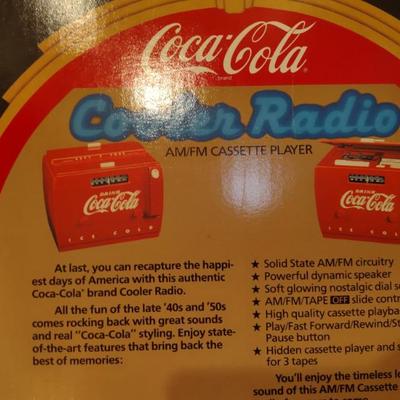 Coca-Cola
brand
Cooler Radio
AM/FM CASSETTE PLAYER
DRINK
Coca-Cola
ICE COLD
DRINK
Coca-Cola
ICE COLD
At last, you can recapture the happi-
est days of America with this authentic
Coca-Cola® brand Cooler Radio.
All the fun of the late '40s and '50s
comes rocking back with great sounds
and real "Coca-Cola" styling. Enjoy state-
of-the-art features that bring back the
best of memories:
★ Solid State AM/FM circuitry
★ Powerful dynamic speaker
★ Soft glowing nostalgic dial
★ AM/FM/TAPE OFF slide
★ High quality cassette
★ Play/Fast Forward/Rewind/
Pause button
★ Hidden cassette player and
for 3 tapes
You'll enjoy the timeless
sound of this AM/FM Cassette